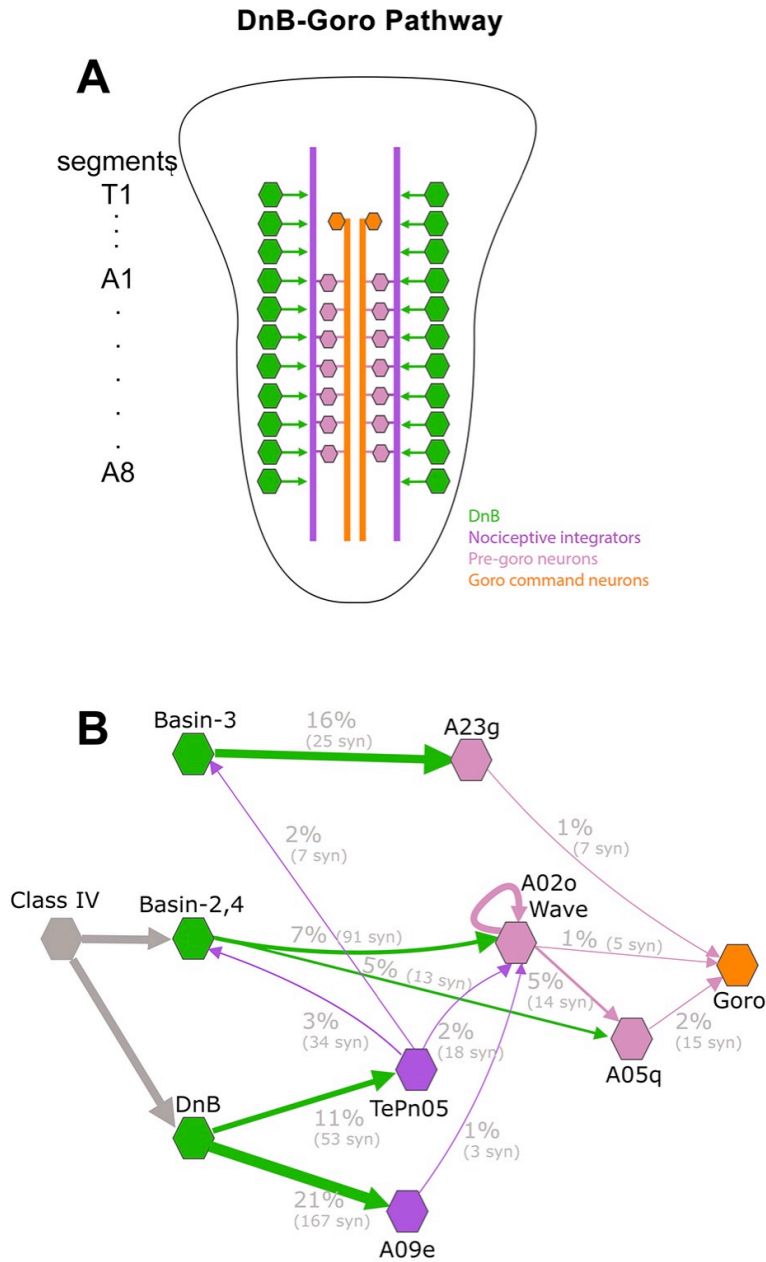 DnB-Goro Pathway
A
segments
T1
A1
A8
DnB
Nociceptive integrators
Pre-goro neurons
Goro command neurons
B
Basin-3
16%
(25 syn)
A23g
2%
(7 syn)
1%
(7 syn)
Class IV
Basin-2,4
7% (91 syn)
A02o
Wave
1% (5 syn)
5% (13 syn)
5%
(14 syn)
Goro
3%
(34 syn)
2%
(18 syn)
2%
(15 syn)
A05q
DnB
TePn05
11%
(53 syn)
1%
(3 syn)
21%
(167 syn)
A09e